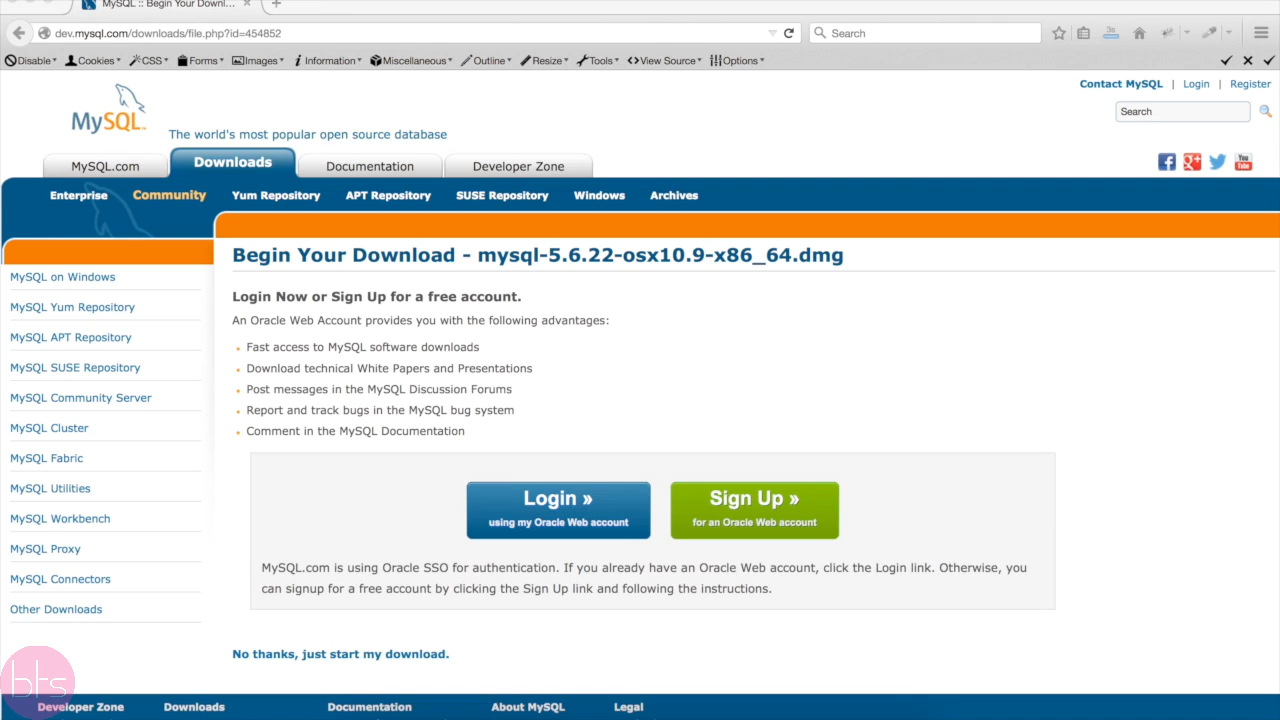 MySQL :: Begin Your Downl...
dev.mysql.com/downloads/file.php?id=454852
Search
Disable
Cookies
CSS
Forms
Images
Information
Miscellaneous
Outline
Resize
Tools
View Source
Options
Contact MySQL | Login | Register
Search
MySQL
The world's most popular open source database
MySQL.com
Downloads
Documentation
Developer Zone
Enterprise
Community
Yum Repository
APT Repository
SUSE Repository
Windows
Archives
MySQL on Windows
MySQL Yum Repository
MySQL APT Repository
MySQL SUSE Repository
MySQL Community Server
MySQL Cluster
MySQL Fabric
MySQL Utilities
MySQL Workbench
MySQL Proxy
MySQL Connectors
Other Downloads
Begin Your Download - mysql-5.6.22-osx10.9-x86_64.dmg
Login Now or Sign Up for a free account.
An Oracle Web Account provides you with the following advantages:
Fast access to MySQL software downloads
Download technical White Papers and Presentations
Post messages in the MySQL Discussion Forums
Report and track bugs in the MySQL bug system
Comment in the MySQL Documentation
Login »
using my Oracle Web account
Sign Up »
for an Oracle Web account
MySQL.com is using Oracle SSO for authentication. If you already have an Oracle Web account, click the Login link. Otherwise, you
can signup for a free account by clicking the Sign Up link and following the instructions.
No thanks, just start my download.
bts
Developer Zone
Downloads
Documentation
About MySQL
Legal